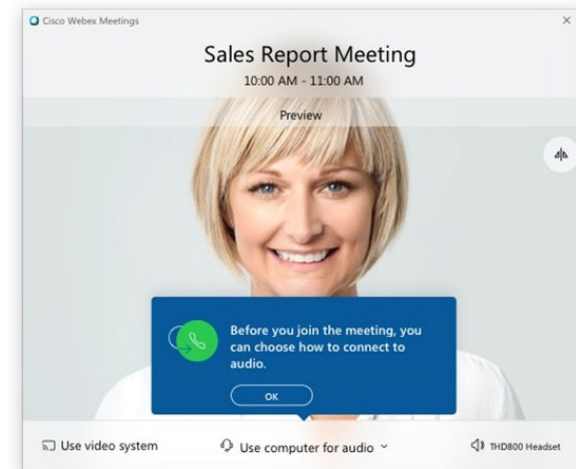 Cisco Webex Meetings
Sales Report Meeting
10:00 AM - 11:00 AM
Preview
Before you join the meeting, you
can choose how to connect to
audio.
OK
Use video system
Use computer for audio
THD800 Headset